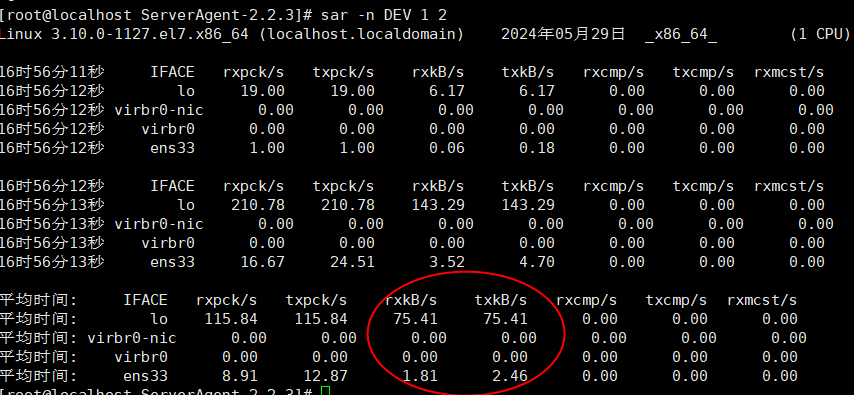 [root@localhost ServerAgent-2.2.3]# sar -n DEV 1 2
Linux 3.10.0-1127.el7.x86_64 (localhost.localdomain) 2024年05月29日 _x86_64_ (1 CPU)
16时56分11秒 IFACE rxpck/s txpck/s rxkB/s txkB/s rxcmp/s txcmp/s rxmcst/s
16时56分12秒 lo 19.00 19.00 6.17 6.17 0.00 0.00 0.00
16时56分12秒 virbr0-nic 0.00 0.00 0.00 0.00 0.00 0.00 0.00
16时56分12秒 virbr0 0.00 0.00 0.00 0.00 0.00 0.00 0.00
16时56分12秒 ens33 1.00 1.00 0.06 0.18 0.00 0.00 0.00
16时56分12秒 IFACE rxpck/s txpck/s rxkB/s txkB/s rxcmp/s txcmp/s rxmcst/s
16时56分13秒 lo 210.78 210.78 143.29 143.29 0.00 0.00 0.00
16时56分13秒 virbr0-nic 0.00 0.00 0.00 0.00 0.00 0.00 0.00
16时56分13秒 virbr0 0.00 0.00 0.00 0.00 0.00 0.00 0.00
16时56分13秒 ens33 16.67 24.51 3.52 4.70 0.00 0.00 0.00
平均时间: IFACE rxpck/s txpck/s rxkB/s txkB/s rxcmp/s txcmp/s rxmcst/s
平均时间: lo 115.84 115.84 75.41 75.41 0.00 0.00 0.00
平均时间: virbr0-nic 0.00 0.00 0.00 0.00 0.00 0.00 0.00
平均时间: virbr0 0.00 0.00 0.00 0.00 0.00 0.00 0.00
平均时间: ens33 8.91 12.87 1.81 2.46 0.00 0.00 0.00
[root@localhost ServerAgent-2.2.3]#